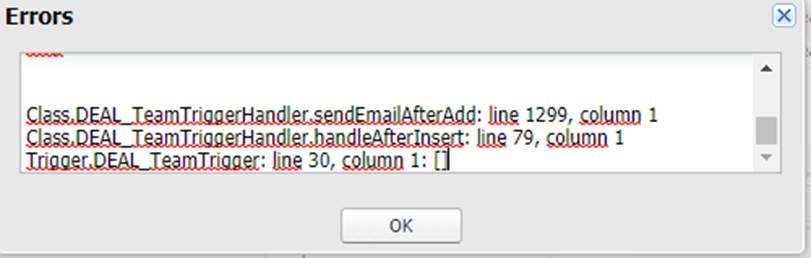 Errors
Class.DEAL_TeamTriggerHandler.sendEmailAfterAdd: line 1299, column 1
Class.DEAL_TeamTriggerHandler.handleAfterInsert: line 79, column 1
Trigger.DEAL_TeamTrigger: line 30, column 1: []
OK